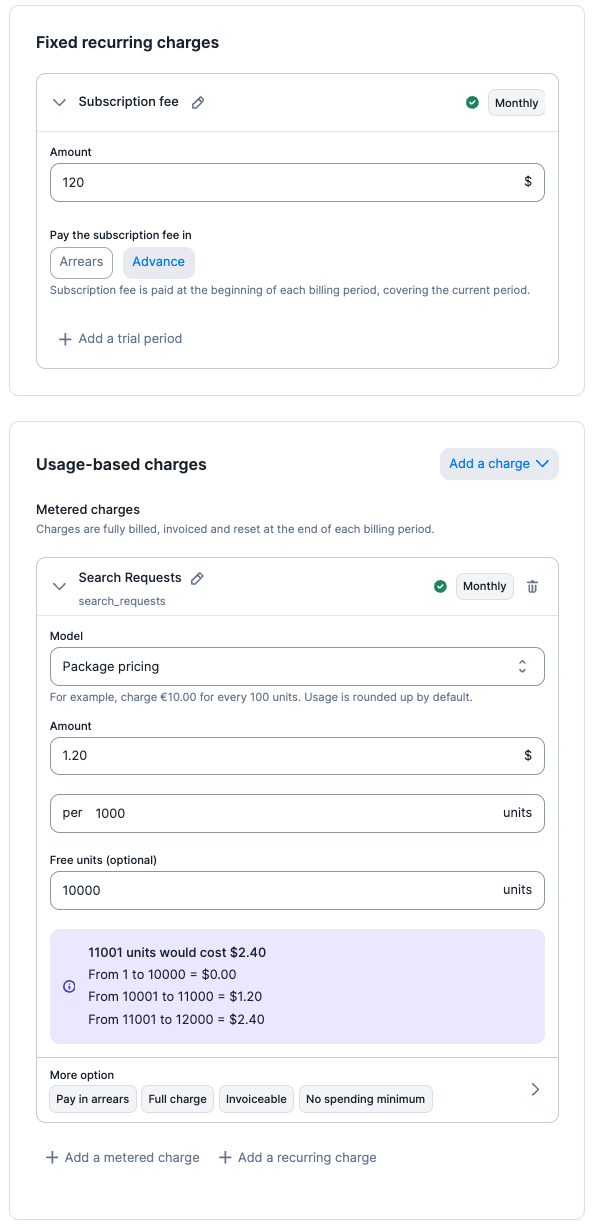 Fixed recurring charges
Subscription fee
Monthly
Amount
120 $
Pay the subscription fee in
Arrears Advance
Subscription fee is paid at the beginning of each billing period, covering the current period.
Add a trial period
Usage-based charges
Add a charge
Metered charges
Charges are fully billed, invoiced and reset at the end of each billing period.
Search Requests
Monthly
search_requests
Model
Package pricing
For example, charge €10.00 for every 100 units. Usage is rounded up by default.
Amount
1.20 $
per 1000 units
Free units (optional)
10000 units
11001 units would cost $2.40
From 1 to 10000 = $0.00
From 10001 to 11000 = $1.20
From 11001 to 12000 = $2.40
More option
Pay in arrears Full charge Invoiceable No spending minimum
Add a metered charge Add a recurring charge